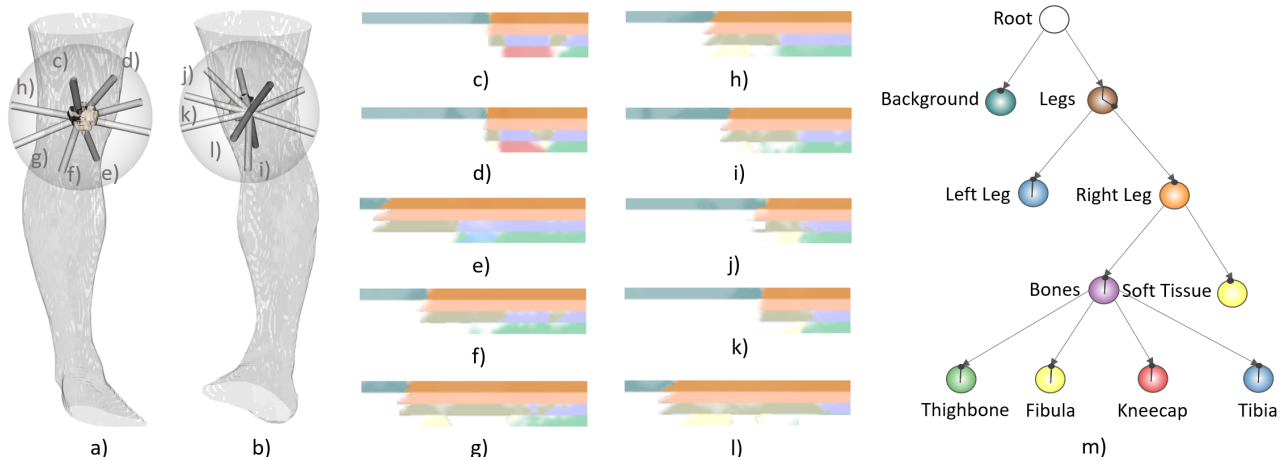 c)
d)
h)
g)
f)
e)
a)
j)
k)
l)
i)
b)
c)
d)
e)
f)
g)
h)
i)
j)
k)
l)
Root
Background
Legs
Left Leg
Right Leg
Bones
Soft Tissue
Thighbone
Fibula
Kneecap
Tibia
m)